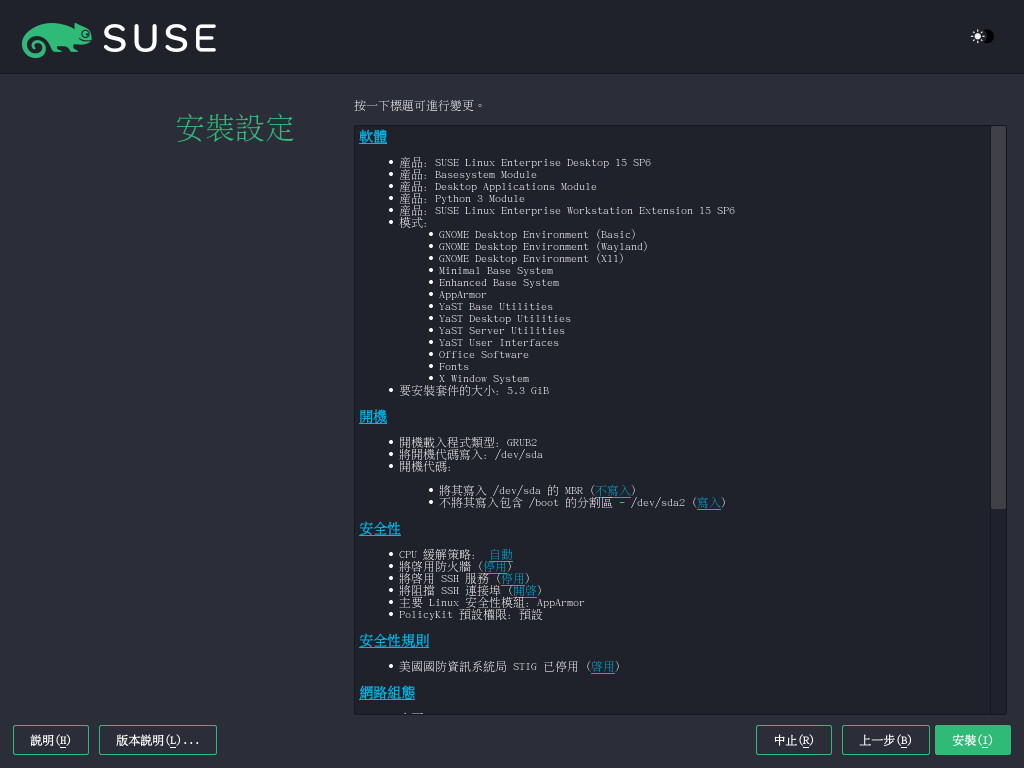 SUSE
安裝設定
按一下標題可進行變更。
軟體
產品: SUSE Linux Enterprise Desktop 15 SP6
產品: Basesystem Module
產品: Desktop Applications Module
產品: Python 3 Module
產品: SUSE Linux Enterprise Workstation Extension 15 SP6
模式:
GNOME Desktop Environment (Basic)
GNOME Desktop Environment (Wayland)
GNOME Desktop Environment (X11)
Minimal Base System
Enhanced Base System
AppArmor
YaST Base Utilities
YaST Desktop Utilities
YaST Server Utilities
YaST User Interfaces
Office Software
Fonts
X Window System
要安裝套件的大小: 5.3 GiB
開機
開機載入程式類型: GRUB2
將開機代碼寫入: /dev/sda
開機代碼:
將其寫入 /dev/sda 的 MBR (不寫入)
不將其寫入包含 /boot 的分割區 - /dev/sda2 (寫入)
安全性
CPU 緩解策略: 自動
將啓用防火牆 (停用)
將啓用 SSH 服務 (停用)
將阻擋 SSH 連接埠 (開啓)
主要 Linux 安全性模組: AppArmor
PolicyKit 預設權限: 預設
安全性規則
美國國防資訊系統局 STIG 已停用 (啓用)
網路組態
說明(H)
版本說明(L)...
中止(R)
上一步(B)
安裝(I)